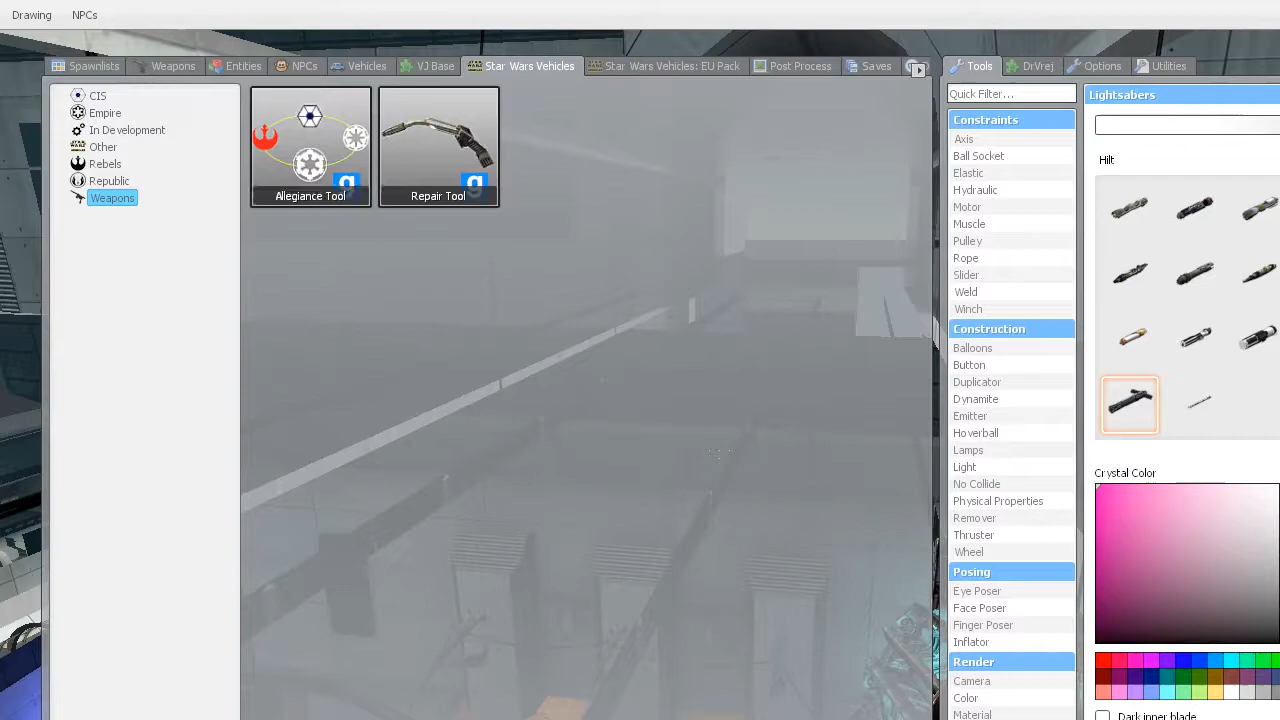 Drawing NPCs
Spawnlists Weapons Entities NPCs Vehicles VJ Base Star Wars Vehicles Star Wars Vehicles: EU Pack Post Process Saves
Tools DrVrej Options Utilities
CIS
Empire
In Development
Other
Rebels
Republic
Weapons
g
Allegiance Tool
g
Repair Tool
Quick Filter...
Constraints
Axis
Ball Socket
Elastic
Hydraulic
Motor
Muscle
Pulley
Rope
Slider
Weld
Winch
Construction
Balloons
Button
Duplicator
Dynamite
Emitter
Hoverball
Lamps
Light
No Collide
Physical Properties
Remover
Thruster
Wheel
Posing
Eye Poser
Face Poser
Finger Poser
Inflator
Render
Camera
Color
Material
Lightsabers
Hilt
Crystal Color
Dark inner blade